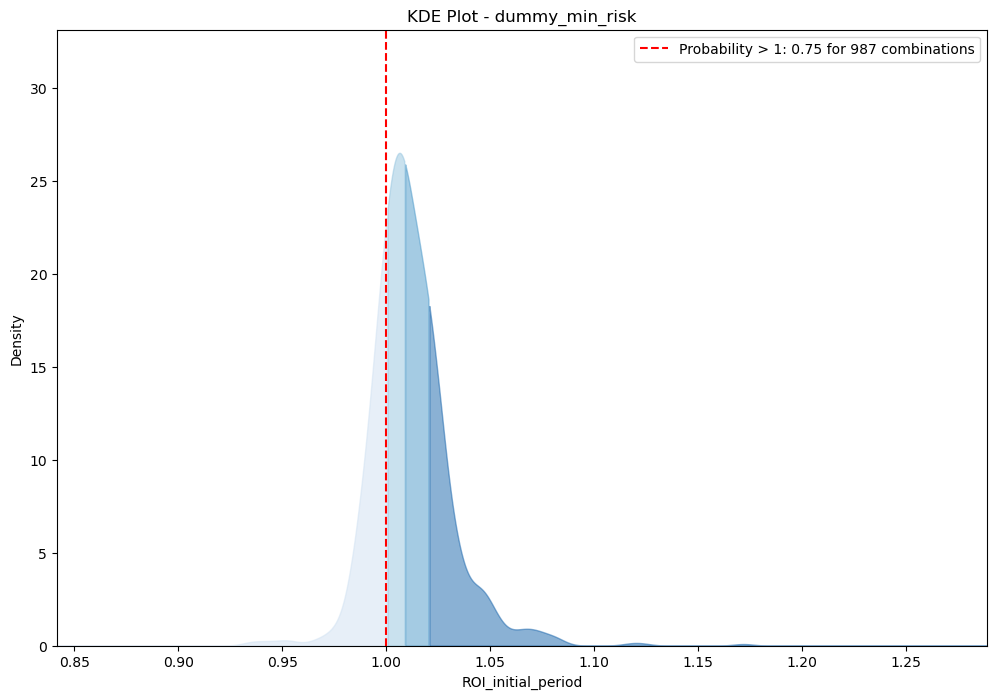 KDE Plot - dummy_min_risk
Probability > 1: 0.75 for 987 combinations
Density
30
25
20
15
10
5
0
0.85 0.90 0.95 1.00 1.05 1.10 1.15 1.20 1.25
ROI_initial_period